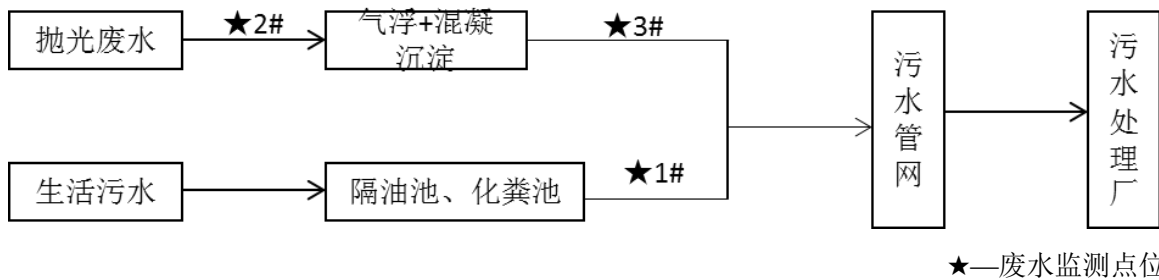 抛光废水
★2#
气浮+混凝
沉淀
★3#
污
水
管
网
污
水
处
理
厂
生活污水
隔油池、化粪池
★1#
★—废水监测点位